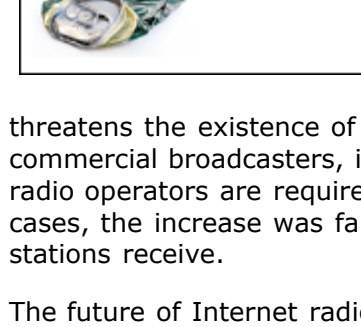 threatens the existence of
commercial broadcasters, i
radio operators are require
cases, the increase was fa
stations receive.
The future of Internet radi